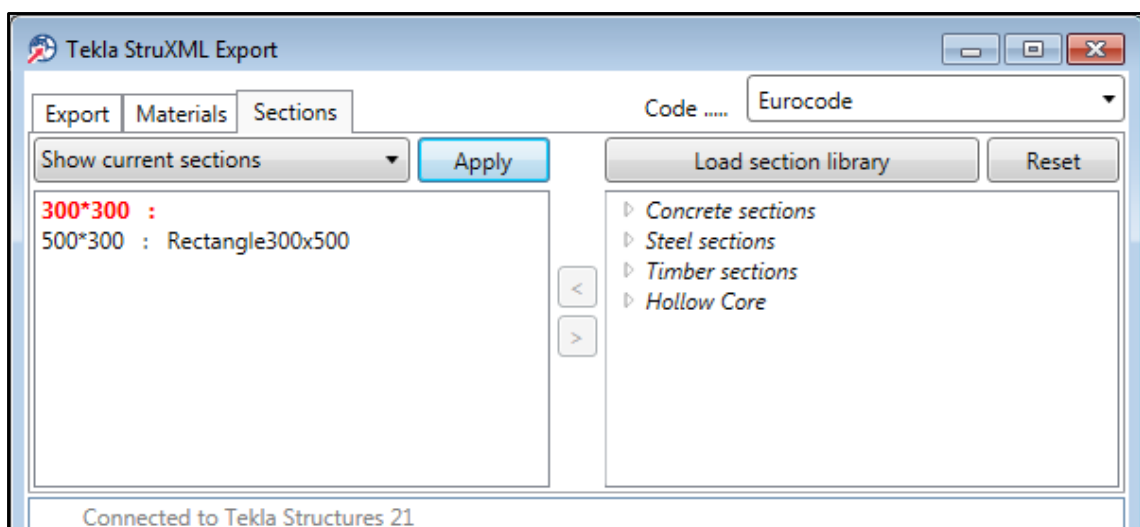 Tekla StruXML Export
Export Materials Sections Code ..... Eurocode
Show current sections Apply Load section library Reset
300*300 :
500*300 : Rectangle300x500
Concrete sections
Steel sections
Timber sections
Hollow Core
<
>
Connected to Tekla Structures 21